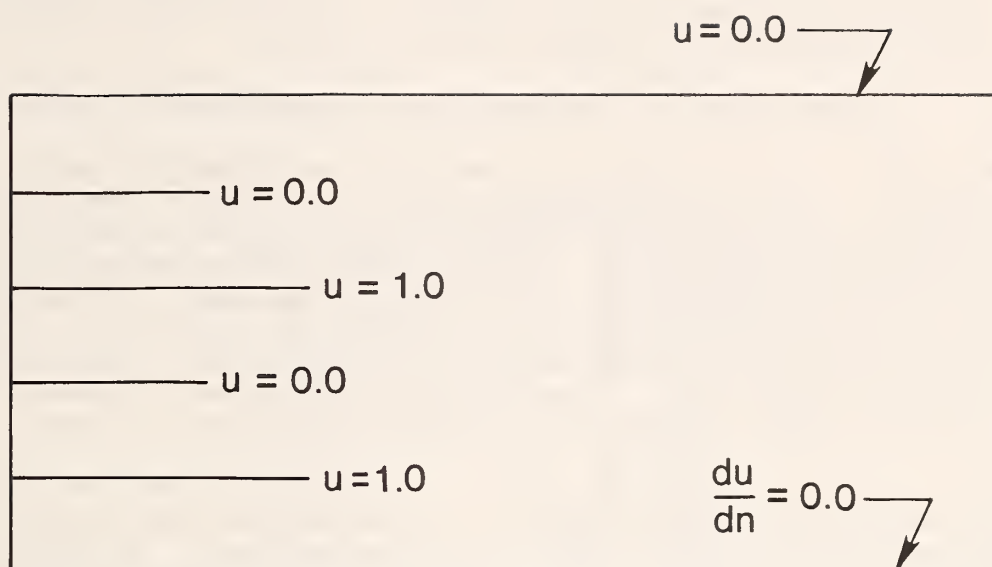 u = 0.0
u = 0.0
u = 1.0
u = 0.0
u = 1.0
du/dn = 0.0